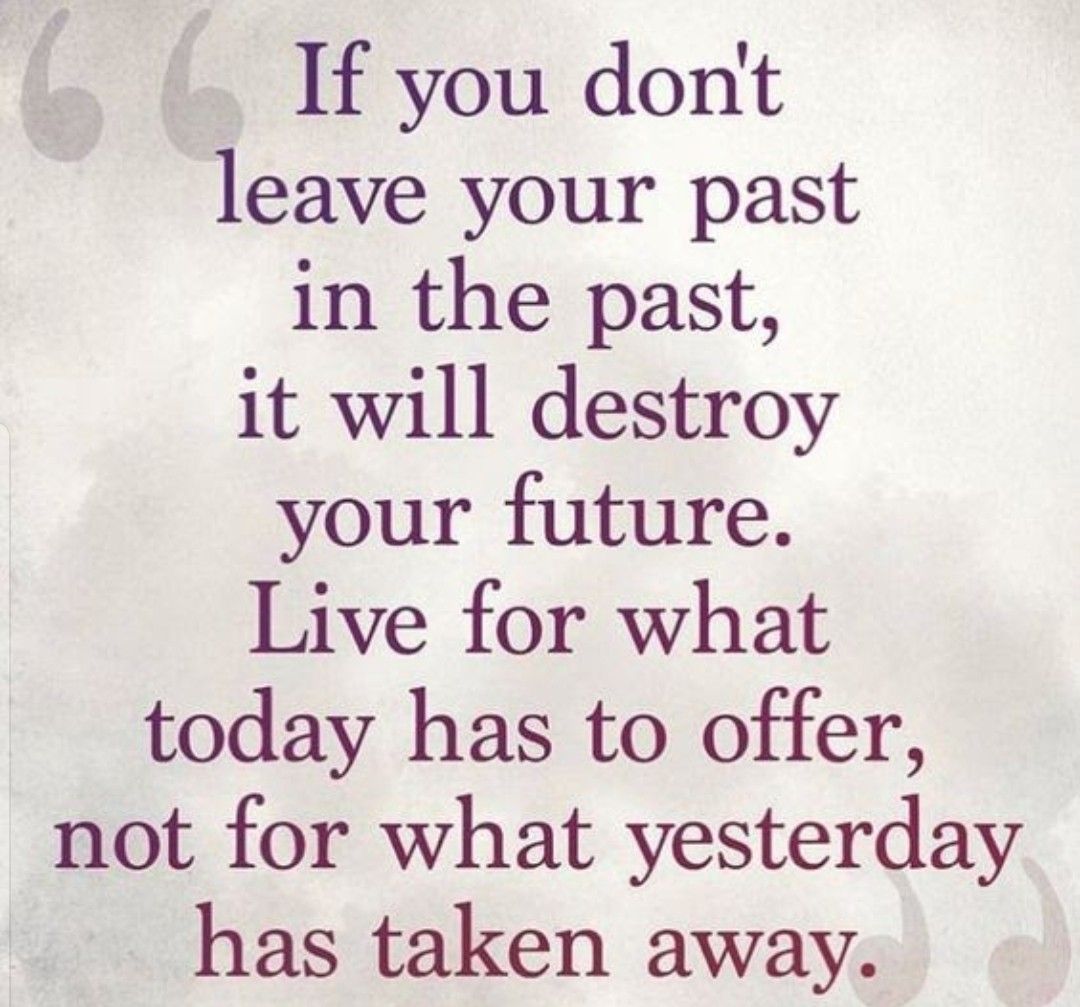 If you don't
leave your past
in the past,
it will destroy
your future.
Live for what
today has to offer,
not for what yesterday
has taken away.